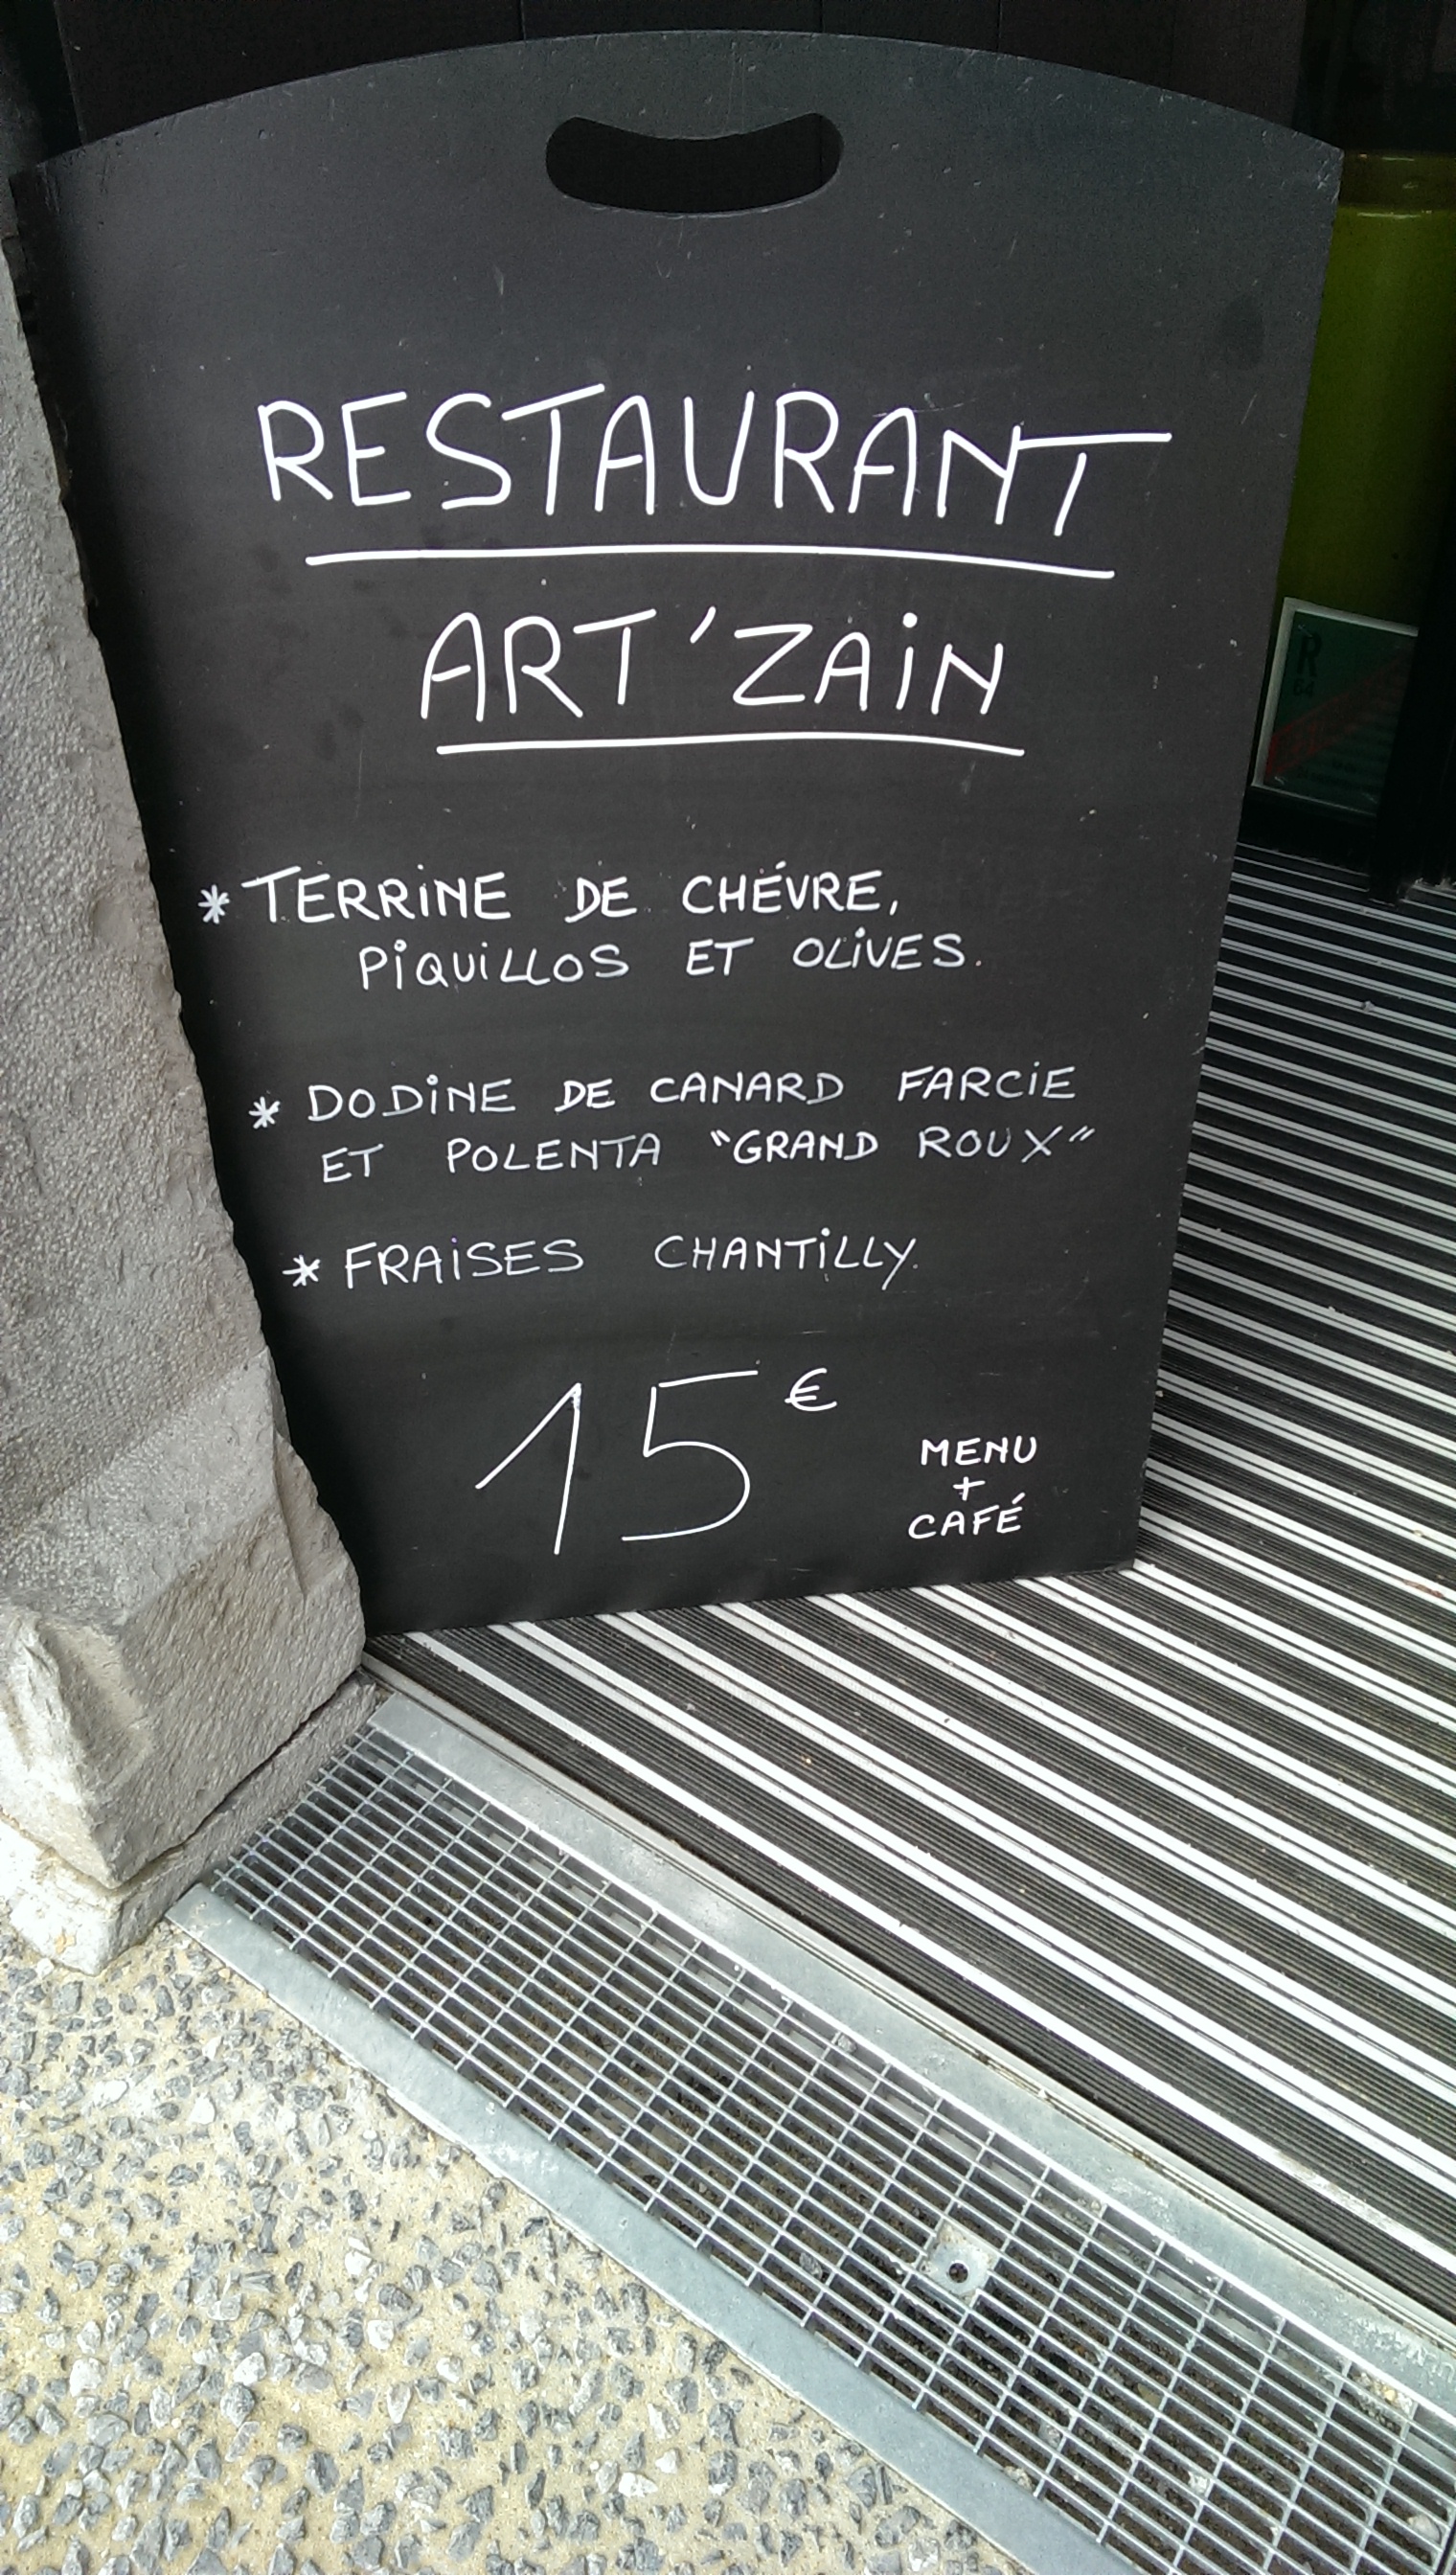 RESTAURANT
ART'ZAIN
* TERRINE DE CHÉVRE,
PIQUILLOS ET OLIVES.
* DODINE DE CANARD FARCIE
ET POLENTA "GRAND ROUX"
* FRAISES CHANTILLY.
15 €
MENU
+
CAFÉ
R
64